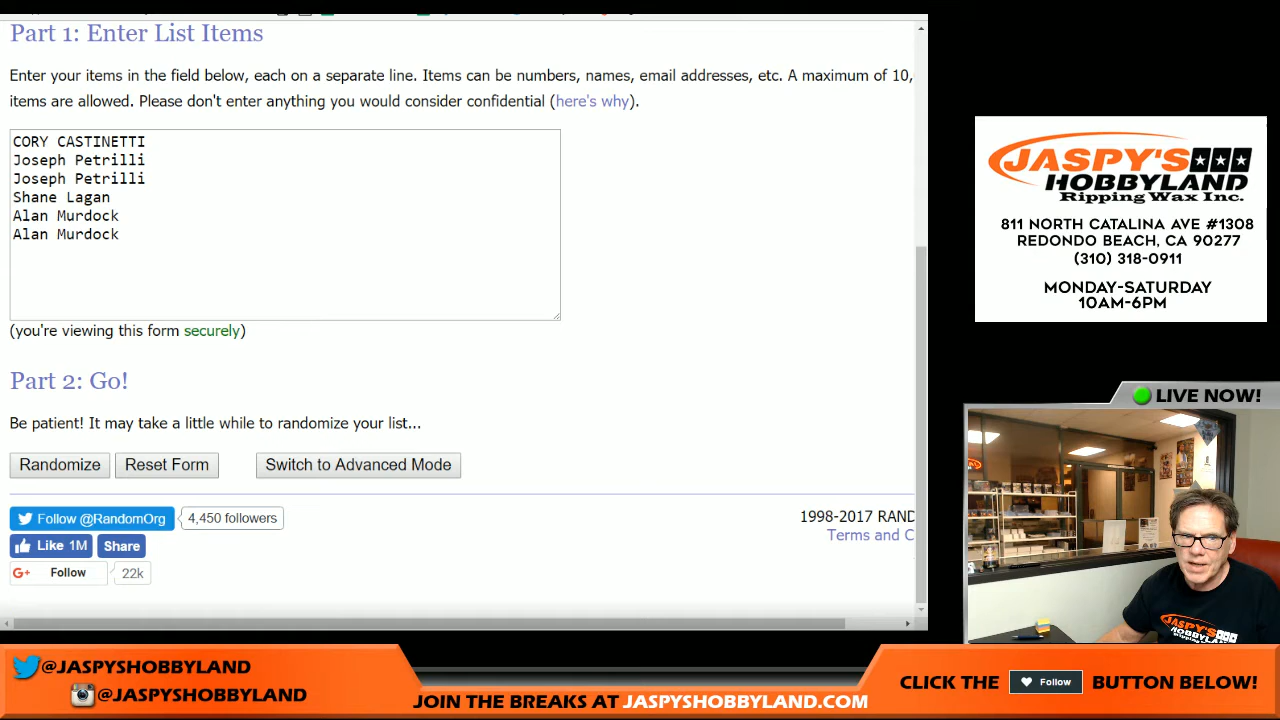 Part 1: Enter List Items
Enter your items in the field below, each on a separate line. Items can be numbers, names, email addresses, etc. A maximum of 10,
items are allowed. Please don't enter anything you would consider confidential (here's why).
CORY CASTINETTI
Joseph Petrilli
Joseph Petrilli
Shane Lagan
Alan Murdock
Alan Murdock
(you're viewing this form securely)
Part 2: Go!
Be patient! It may take a little while to randomize your list...
Randomize
Reset Form
Switch to Advanced Mode
Follow @RandomOrg
4,450 followers
1998-2017 RAND
Like 1M
Share
Terms and C
G+ Follow
22k
JASPY'S
HOBBYLAND
Ripping Wax Inc.
811 NORTH CATALINA AVE #1308
REDONDO BEACH, CA 90277
(310) 318-0911
MONDAY-SATURDAY
10AM-6PM
LIVE NOW!
JASPY'S
HOBBYLAND
@JASPYSHOBBYLAND
@JASPYSHOBBYLAND
JOIN THE BREAKS AT JASPYSHOBBYLAND.COM
CLICK THE
Follow
BUTTON BELOW!